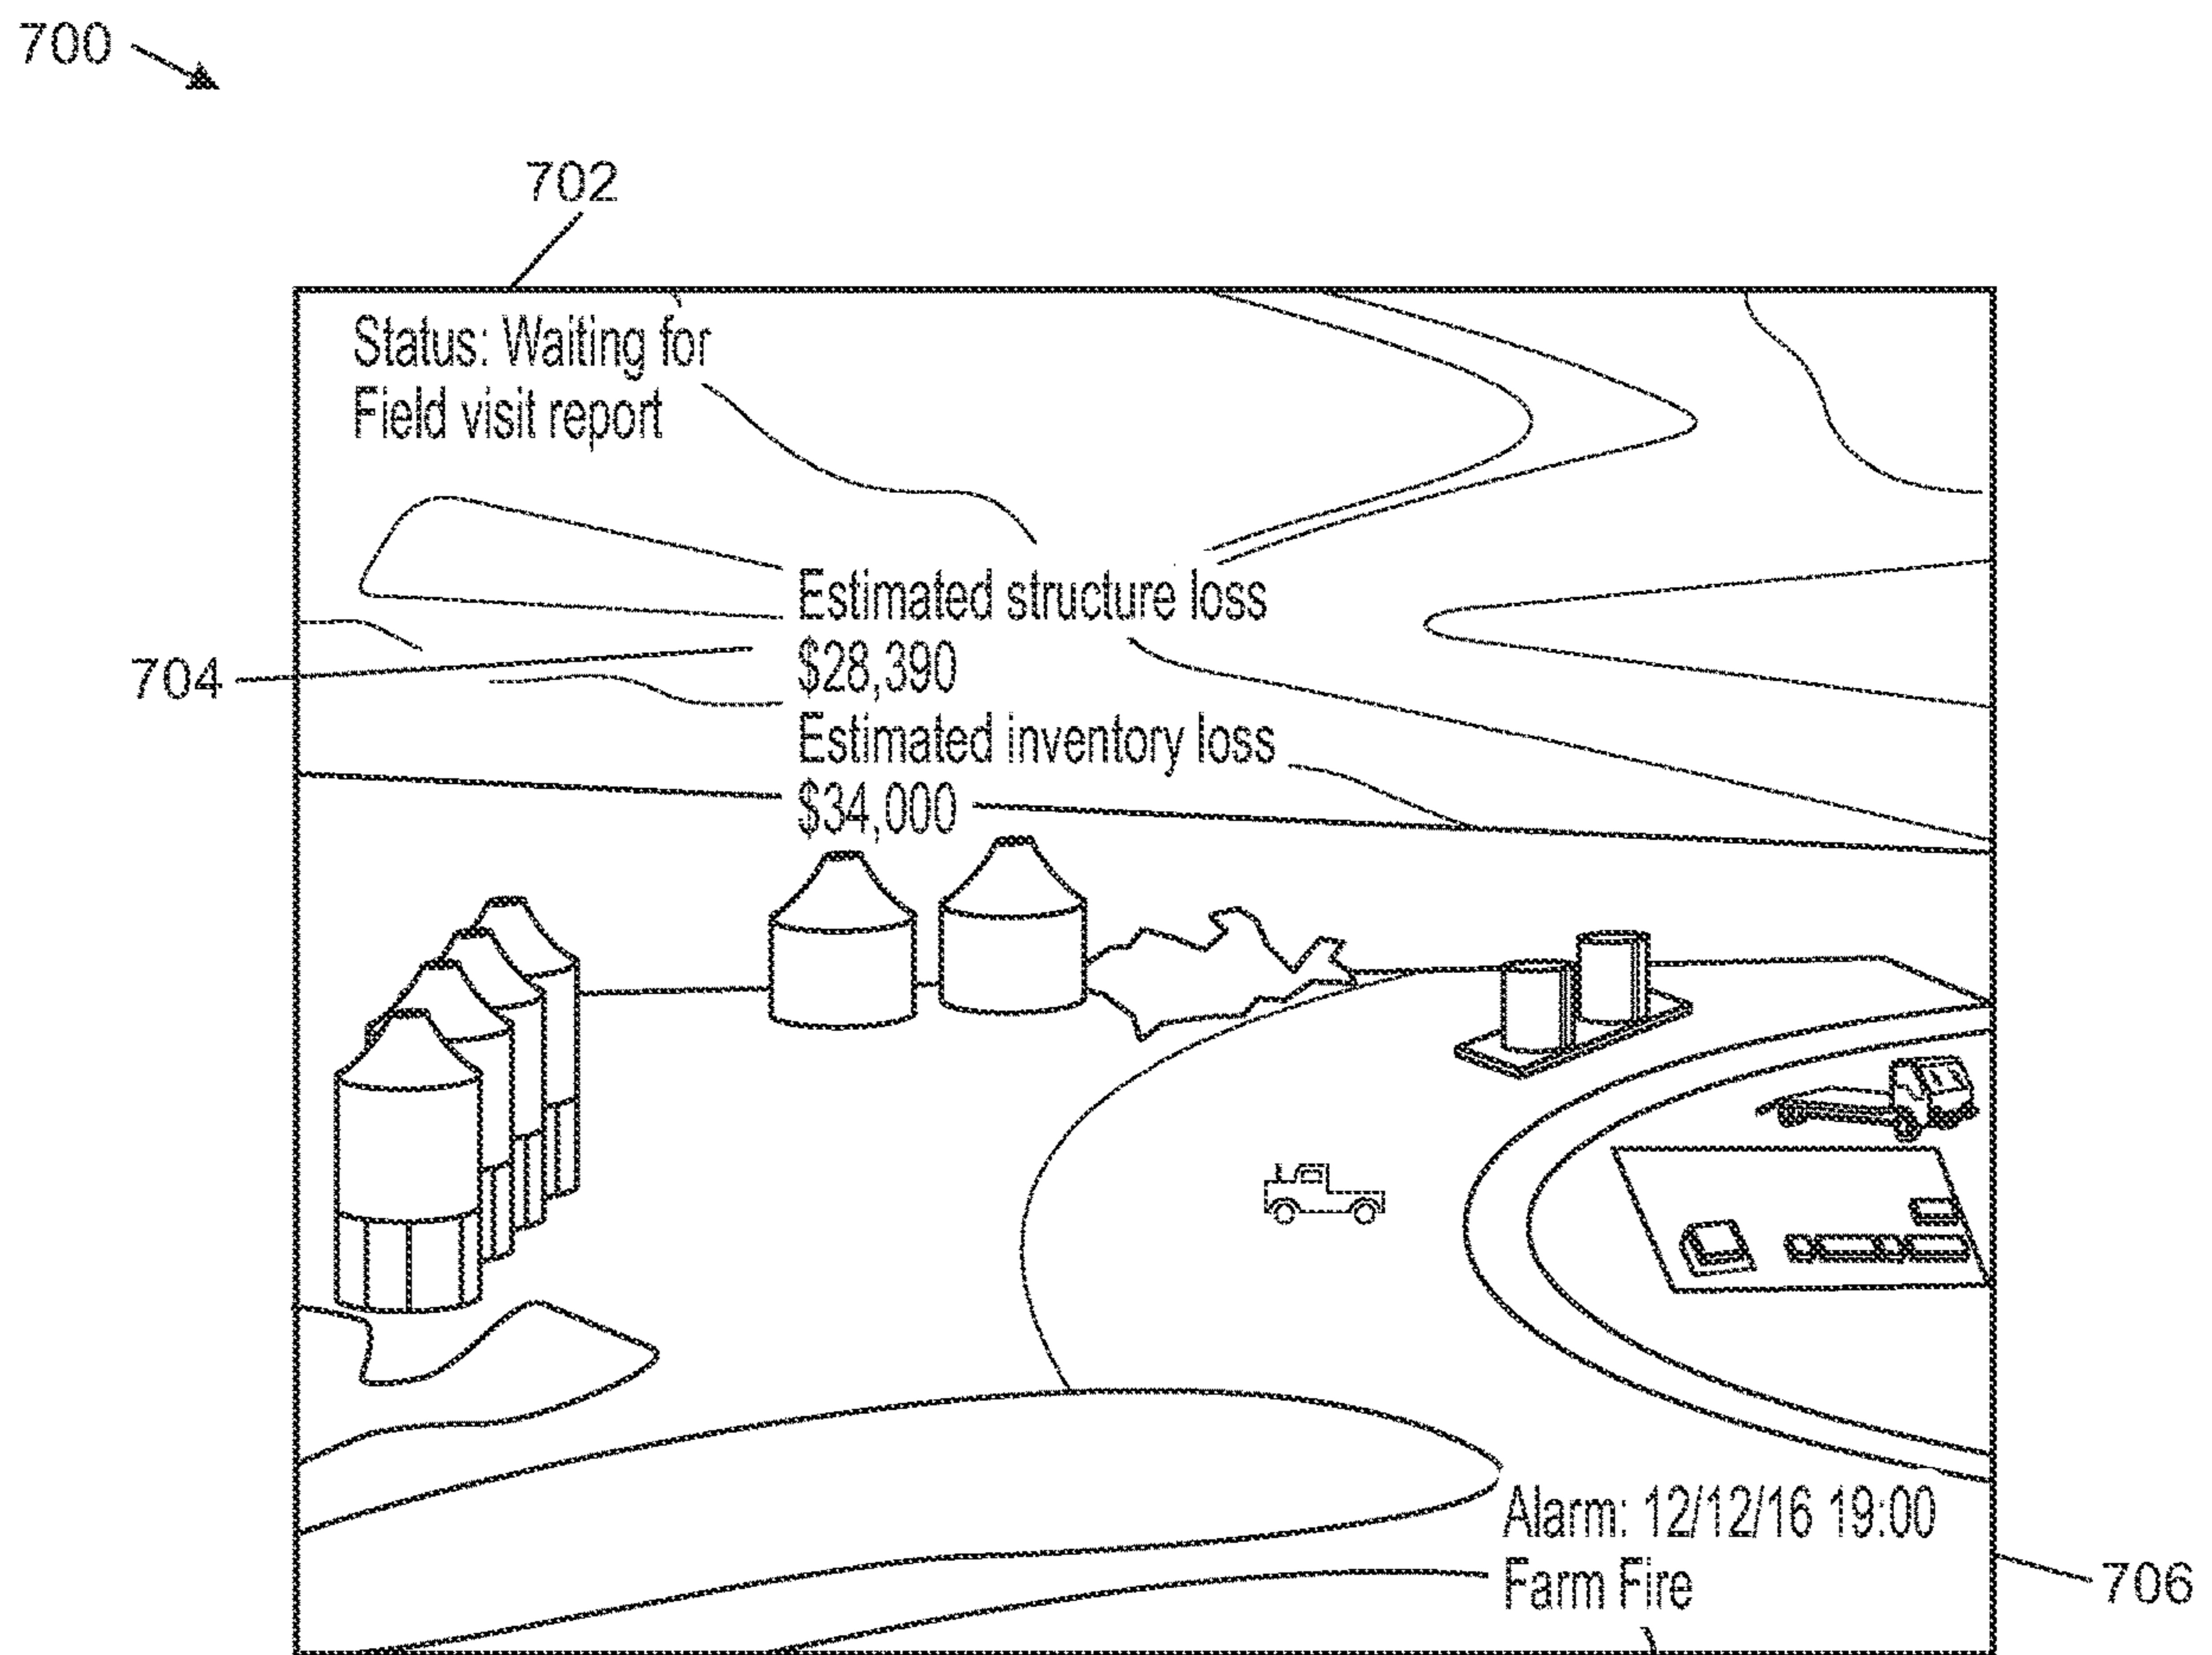 700
702
Status: Waiting for
Field visit report
Estimated structure loss
704
$28,390
Estimated inventory loss
$34,000
Alarm: 12/12/16 19:00
Farm Fire
706